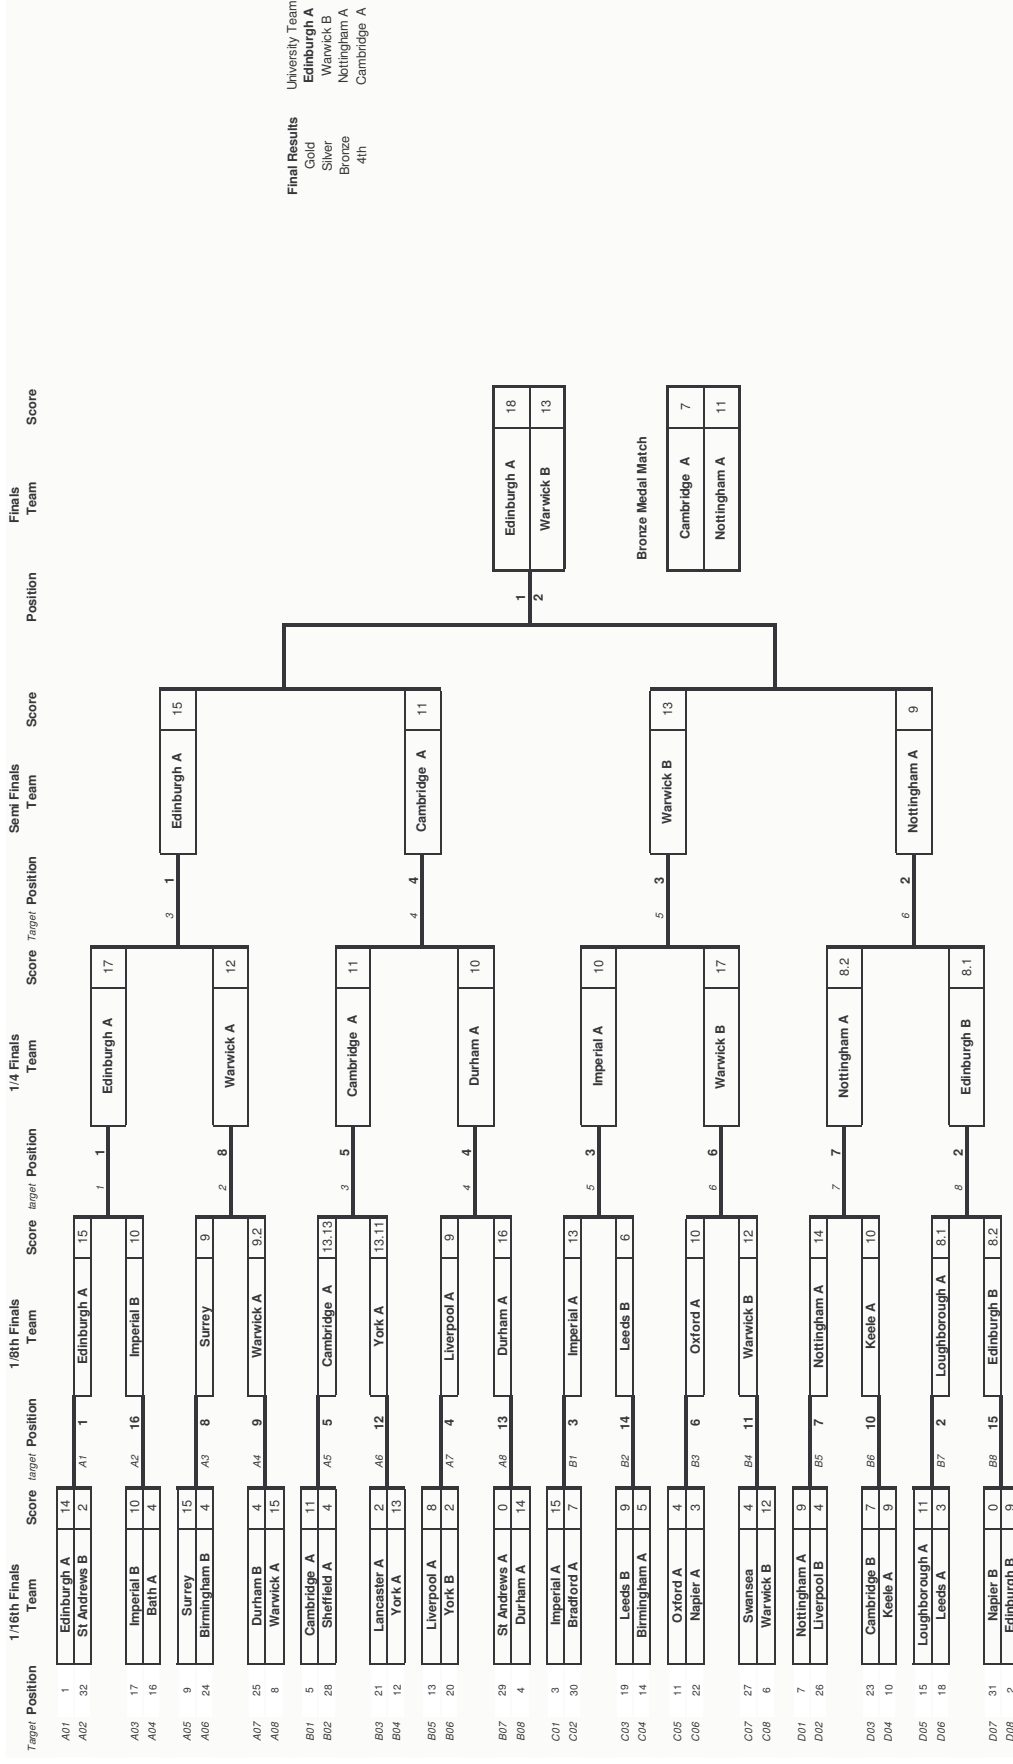 1/16th Finals 1/8th Finals 1/4 Finals Semi Finals Finals
Target Position Team Score target Position Team Score target Position Team Score Target Position Team Score Position Team Score
A01 1 Edinburgh A 14
A02 32 St Andrews B 2 A1 1 Edinburgh A 15
1 1 Edinburgh A 17
A03 17 Imperial B 10 A2 16 Imperial B 10
A04 16 Bath A 4
3 1 Edinburgh A 15
A05 9 Surrey 15
A06 24 Birmingham B 4 A3 8 Surrey 9
2 8 Warwick A 12
A07 25 Durham B 4 A4 9 Warwick A 9.2
A08 8 Warwick A 15
Final Results University Team
B01 5 Cambridge A 11 Gold Edinburgh A
B02 28 Sheffield A 4 A5 5 Cambridge A 13.13 Silver Warwick B
3 5 Cambridge A 11 Bronze Nottingham A
4th Cambridge A
B03 21 Lancaster A 2 A6 12 York A 13.11
B04 12 York A 13
4 4 Cambridge A 11
B05 13 Liverpool A 8
B06 20 York B 2 A7 4 Liverpool A 9
4 4 Durham A 10
B07 29 St Andrews A 0 A8 13 Durham A 16 Edinburgh A 18
B08 4 Durham A 14 1
2 Warwick B 13
C01 3 Imperial A 15
C02 30 Bradford A 7 B1 3 Imperial A 13
5 3 Imperial A 10
C03 19 Leeds B 9 B2 14 Leeds B 6
C04 14 Birmingham A 5 Bronze Medal Match
5 3 Warwick B 13
C05 11 Oxford A 4 Cambridge A 7
C06 22 Napier A 3 B3 6 Oxford A 10
6 6 Warwick B 17 Nottingham A 11
C07 27 Swansea 4 B4 11 Warwick B 12
C08 6 Warwick B 12
D01 7 Nottingham A 9
D02 26 Liverpool B 4 B5 7 Nottingham A 14
7 7 Nottingham A 8.2
D03 23 Cambridge B 7 B6 10 Keele A 10
D04 10 Keele A 9
6 2 Nottingham A 9
D05 15 Loughborough A 11
D06 18 Leeds A 3 B7 2 Loughborough A 8.1
8 2 Edinburgh B 8.1
D07 31 Napier B 0 B8 15 Edinburgh B 8.2
D08 2 Edinburgh B 9